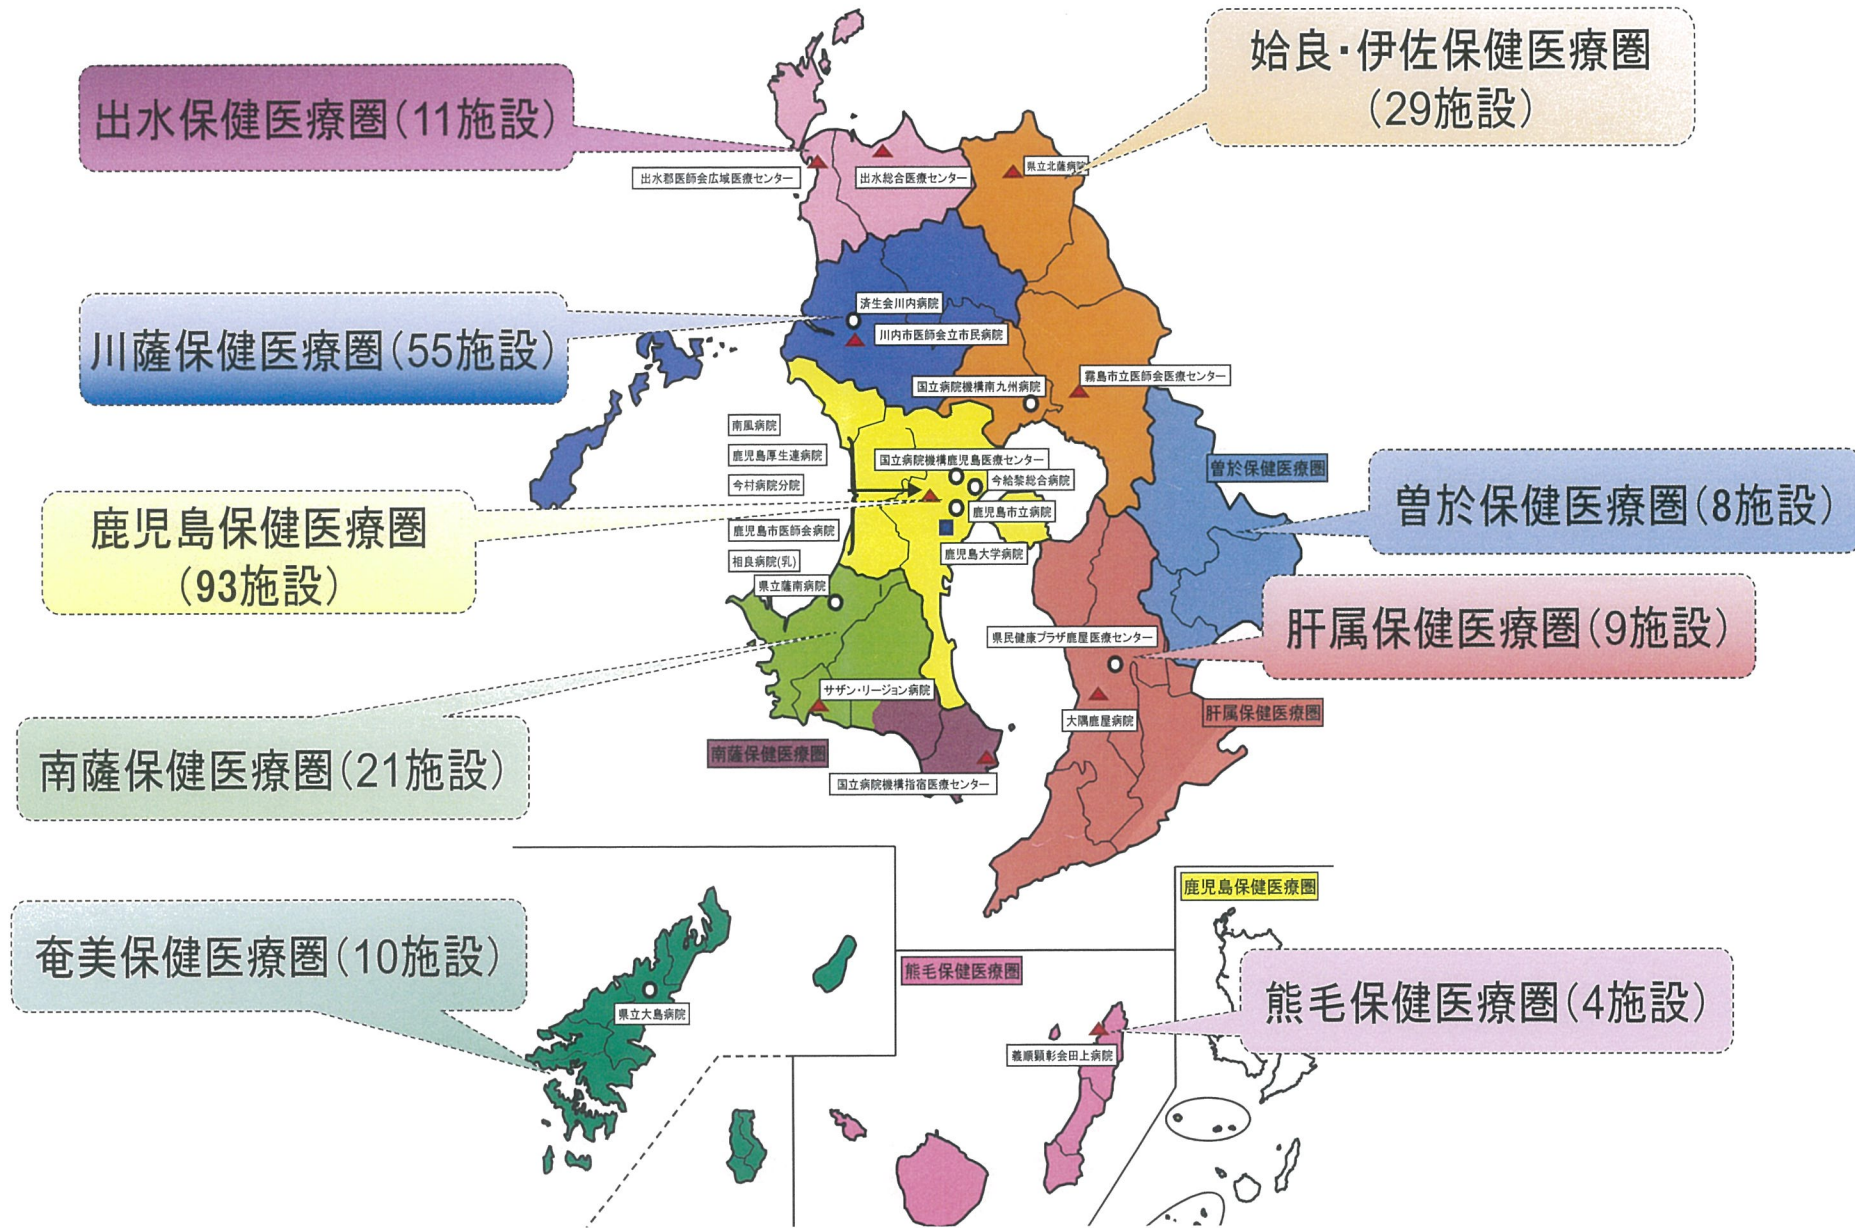 出水保健医療圏(11施設)
姶良・伊佐保健医療圏
(29施設)
出水郡医師会広域医療センター
出水総合医療センター
県立北薩病院
川薩保健医療圏(55施設)
済生会川内病院
川内市医師会立市民病院
国立病院機構南九州病院
霧島市立医師会医療センター
南風病院
鹿児島厚生連病院
今村病院分院
鹿児島市医師会病院
相良病院(乳)
国立病院機構鹿児島医療センター
今給黎総合病院
鹿児島市立病院
鹿児島大学病院
曽於保健医療圏
曽於保健医療圏(8施設)
鹿児島保健医療圏
(93施設)
県立薩南病院
県民健康プラザ鹿屋医療センター
肝属保健医療圏(9施設)
サザン・リージョン病院
大隅鹿屋病院
肝属保健医療圏
南薩保健医療圏(21施設)
南薩保健医療圏
国立病院機構指宿医療センター
鹿児島保健医療圏
奄美保健医療圏(10施設)
県立大島病院
熊毛保健医療圏
熊毛保健医療圏(4施設)
義順顕彰会田上病院